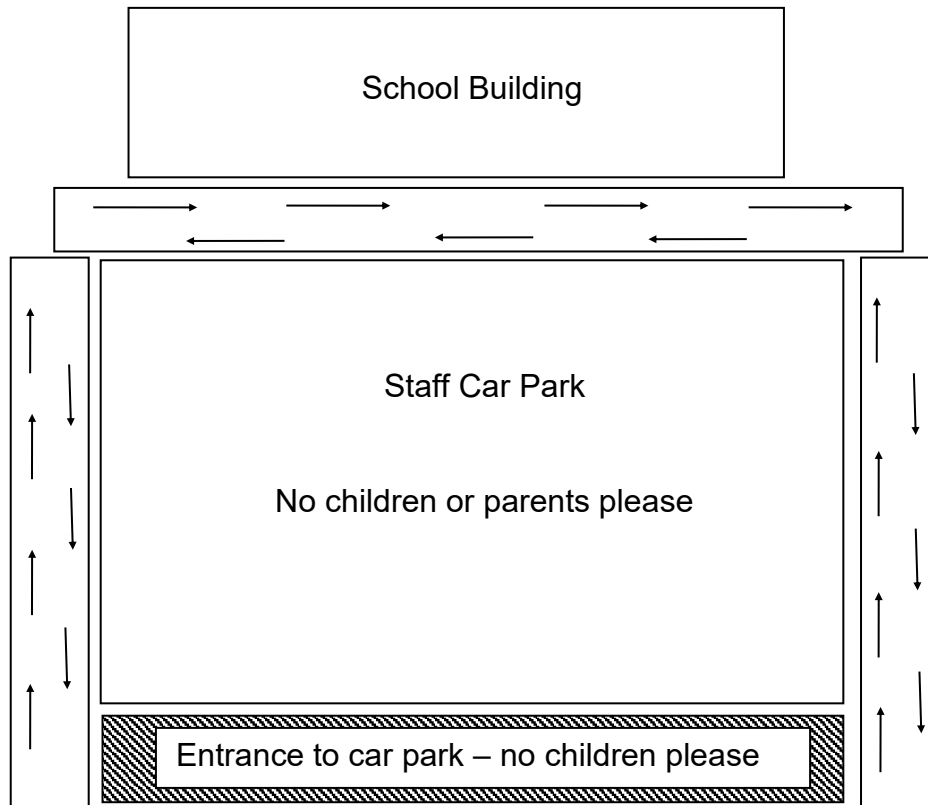 School Building
Staff Car Park
No children or parents please
Entrance to car park – no children please